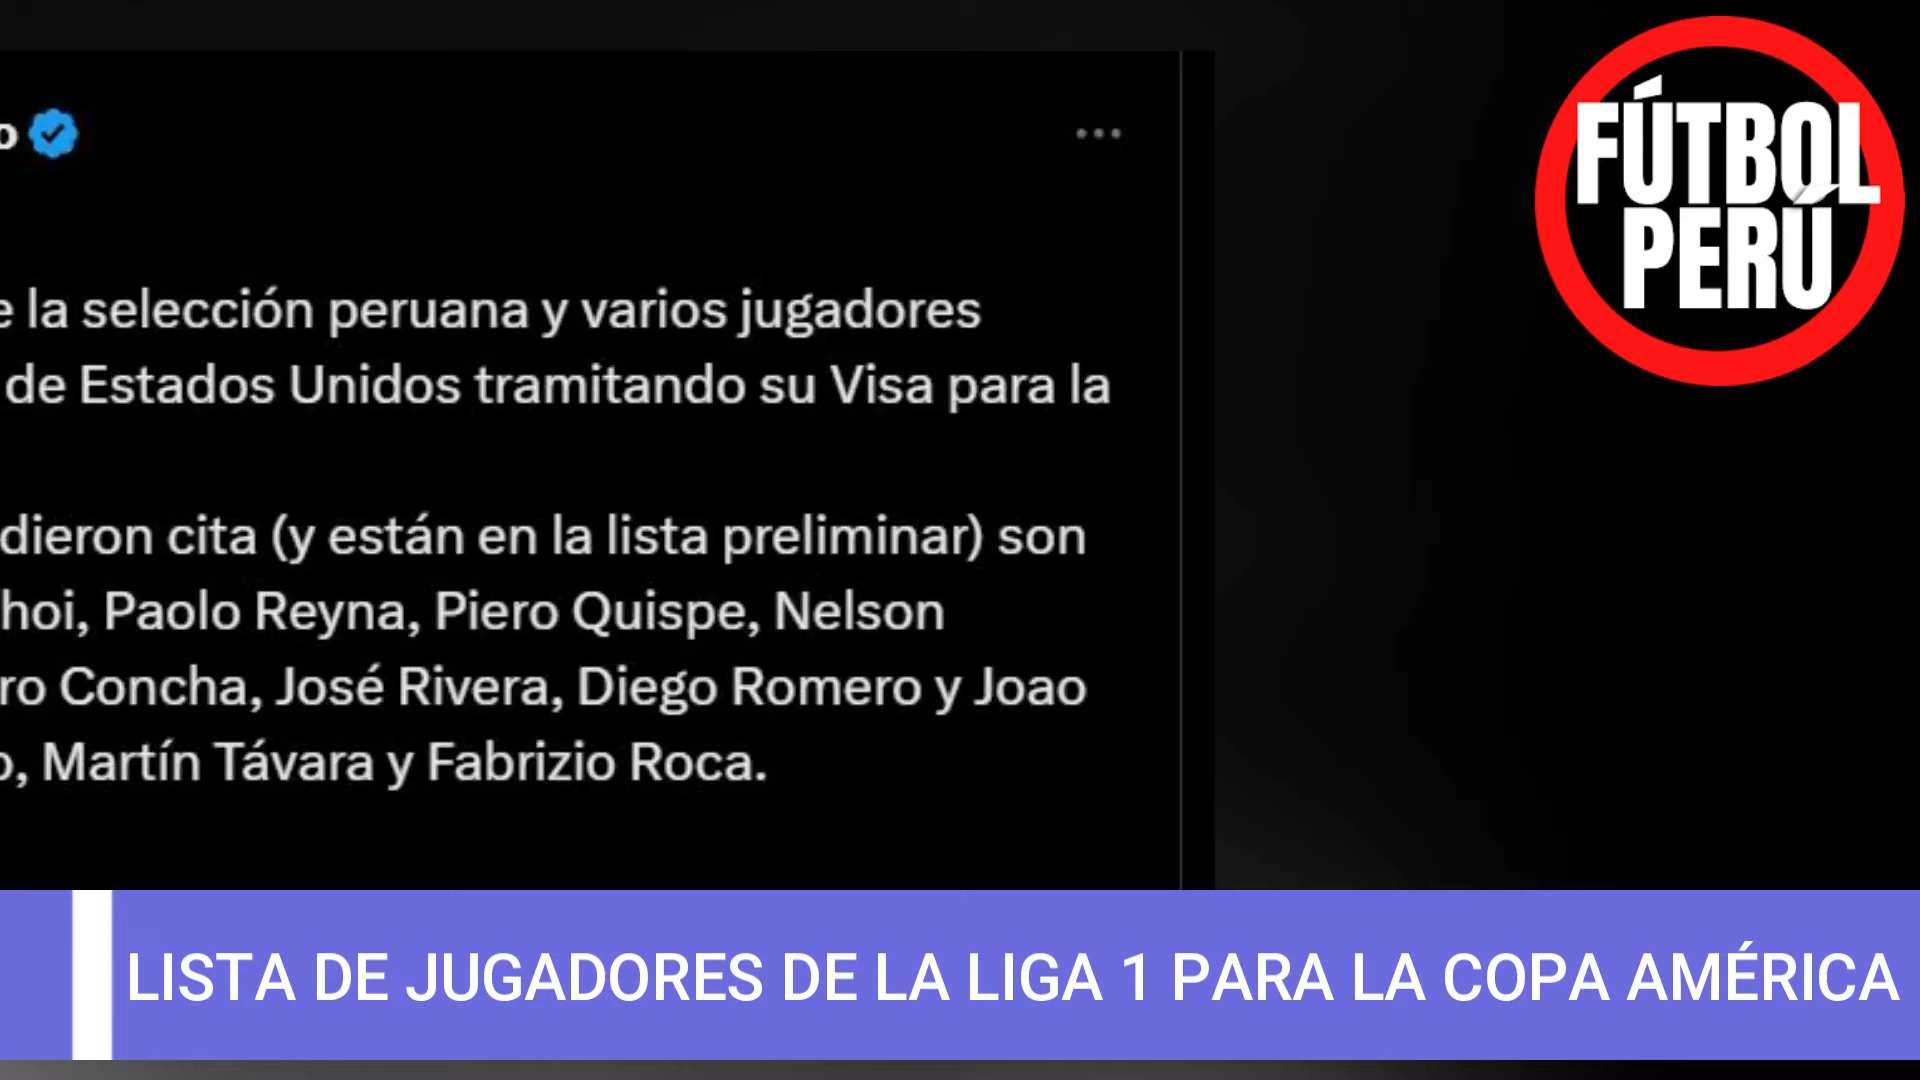 o
FÚTBOL
PERÚ
e la selección peruana y varios jugadores
de Estados Unidos tramitando su Visa para la
dieron cita (y están en la lista preliminar) son
hoi, Paolo Reyna, Piero Quispe, Nelson
ro Concha, José Rivera, Diego Romero y Joao
o, Martín Távara y Fabrizio Roca.
LISTA DE JUGADORES DE LA LIGA 1 PARA LA COPA AMÉRICA